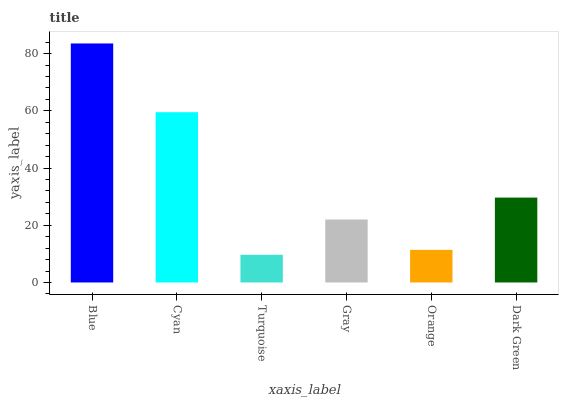 title
80
60
40
20
0
yaxis_label
Blue
Cyan
Turquoise
Gray
Orange
Dark Green
xaxis_label